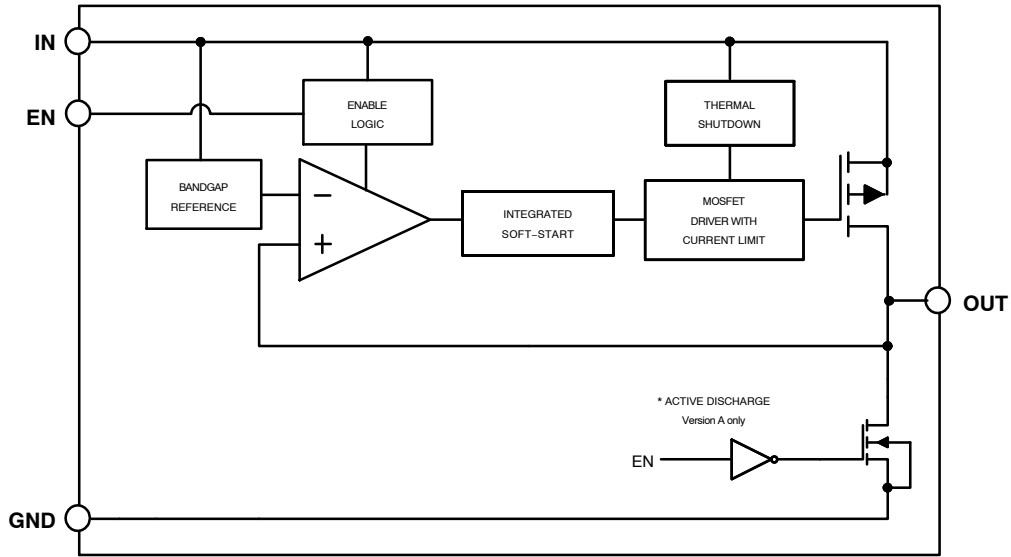 IN
EN
ENABLE
LOGIC
THERMAL
SHUTDOWN
BANDGAP
REFERENCE
−
+
INTEGRATED
SOFT−START
MOSFET
DRIVER WITH
CURRENT LIMIT
OUT
* ACTIVE DISCHARGE
Version A only
EN
GND